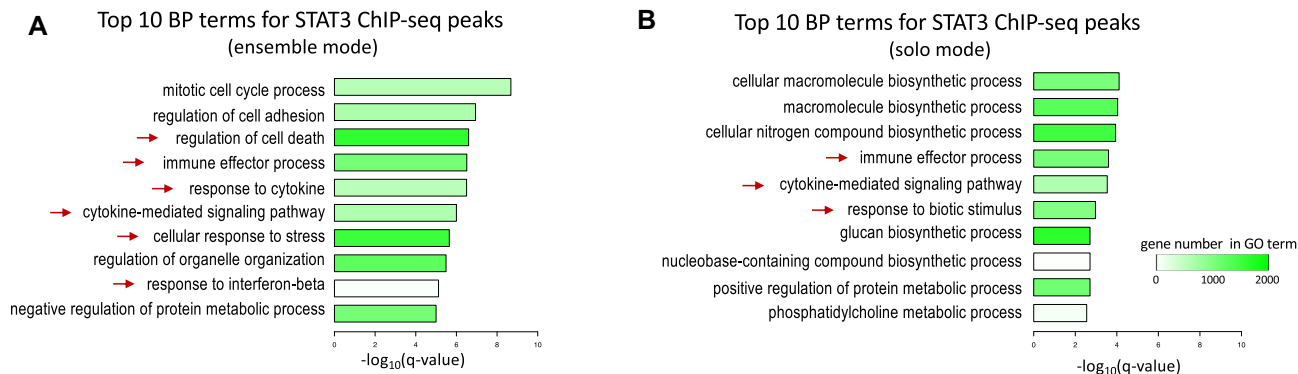 A
Top 10 BP terms for STAT3 ChIP-seq peaks
(ensemble mode)
mitotic cell cycle process
regulation of cell adhesion
regulation of cell death
immune effector process
response to cytokine
cytokine-mediated signaling pathway
cellular response to stress
regulation of organelle organization
response to interferon-beta
negative regulation of protein metabolic process
0 2 4 6 8 10
-log10(q-value)
B
Top 10 BP terms for STAT3 ChIP-seq peaks
(solo mode)
cellular macromolecule biosynthetic process
macromolecule biosynthetic process
cellular nitrogen compound biosynthetic process
immune effector process
cytokine-mediated signaling pathway
response to biotic stimulus
glucan biosynthetic process
nucleobase-containing compound biosynthetic process
positive regulation of protein metabolic process
phosphatidylcholine metabolic process
0 2 4 6 8 10
-log10(q-value)
gene number in GO term
0 1000 2000